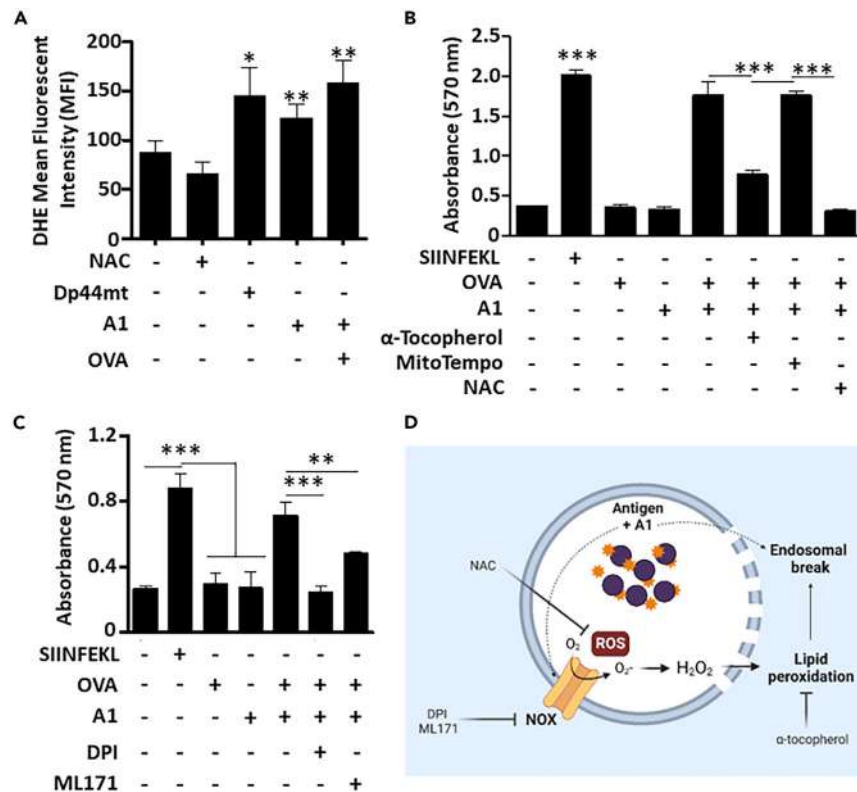 A
DHE Mean Fluorescent
Intensity (MFI)
200
150
100
50
0
* ** **
NAC - + - - -
Dp44mt - - + - -
A1 - - - + +
OVA - - - - +
B
Absorbance (570 nm)
2.5
2.0
1.5
1.0
0.5
0
*** *** ***
SIINFEKL - + - - - - - -
OVA - - + - + + + +
A1 - - - + + + + +
α-Tocopherol - - - - - + - -
MitoTempo - - - - - - + -
NAC - - - - - - - +
C
Absorbance (570 nm)
1.2
0.8
0.4
0
*** ** ***
SIINFEKL - + - - - - -
OVA - - + - + + +
A1 - - - + + + +
DPI - - - - - + -
ML171 - - - - - - +
D
Antigen
+ A1
Endosomal
break
NAC
O₂
ROS
O₂-
H₂O₂
Lipid
peroxidation
DPI
ML171
NOX
α-tocopherol